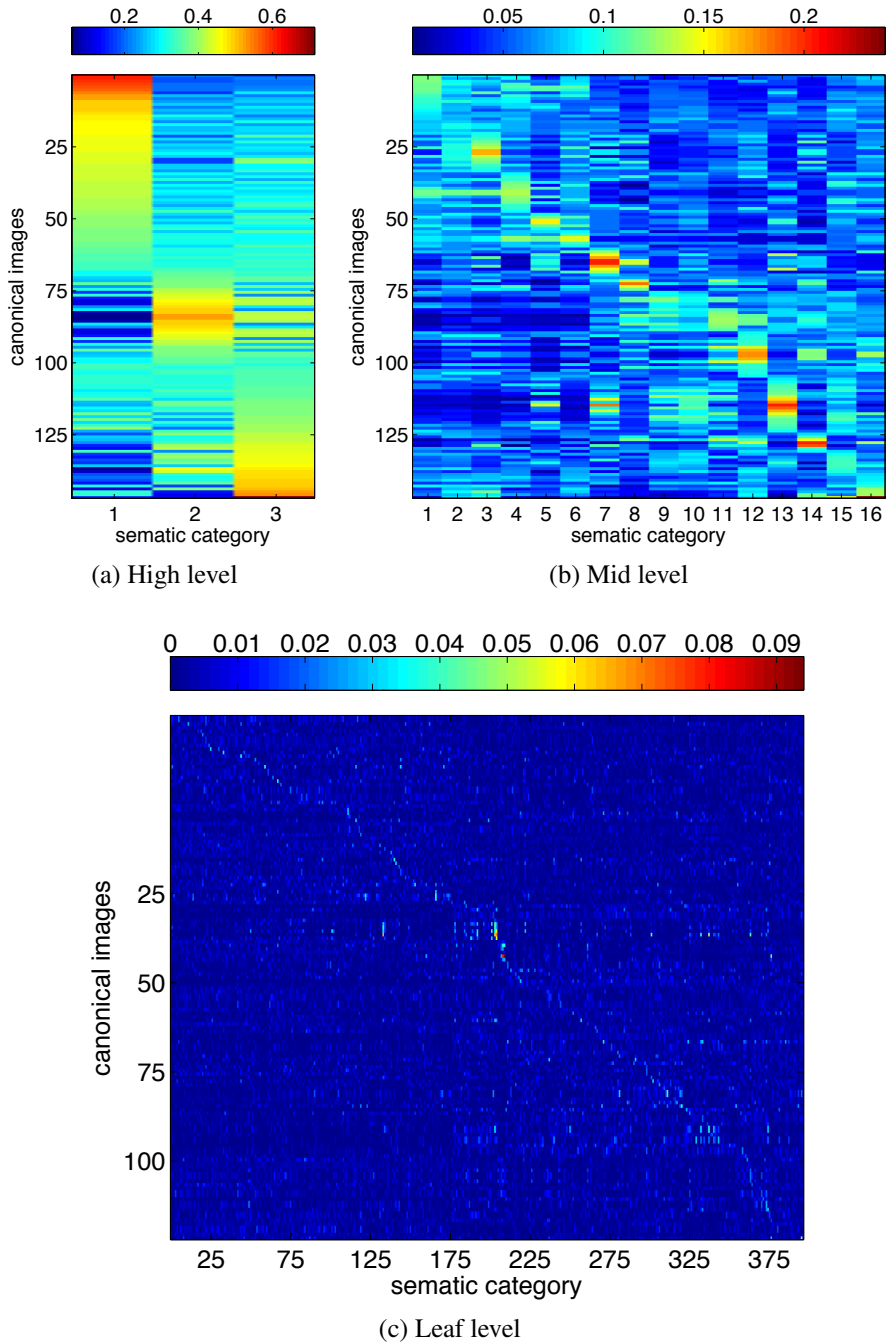 0.2 0.4 0.6
0.05 0.1 0.15 0.2
canonical images
25
50
75
100
125
1 2 3
sematic category
(a) High level
canonical images
25
50
75
100
125
1 2 3 4 5 6 7 8 9 10 11 12 13 14 15 16
sematic category
(b) Mid level
0 0.01 0.02 0.03 0.04 0.05 0.06 0.07 0.08 0.09
canonical images
25
50
75
100
25 75 125 175 225 275 325 375
sematic category
(c) Leaf level